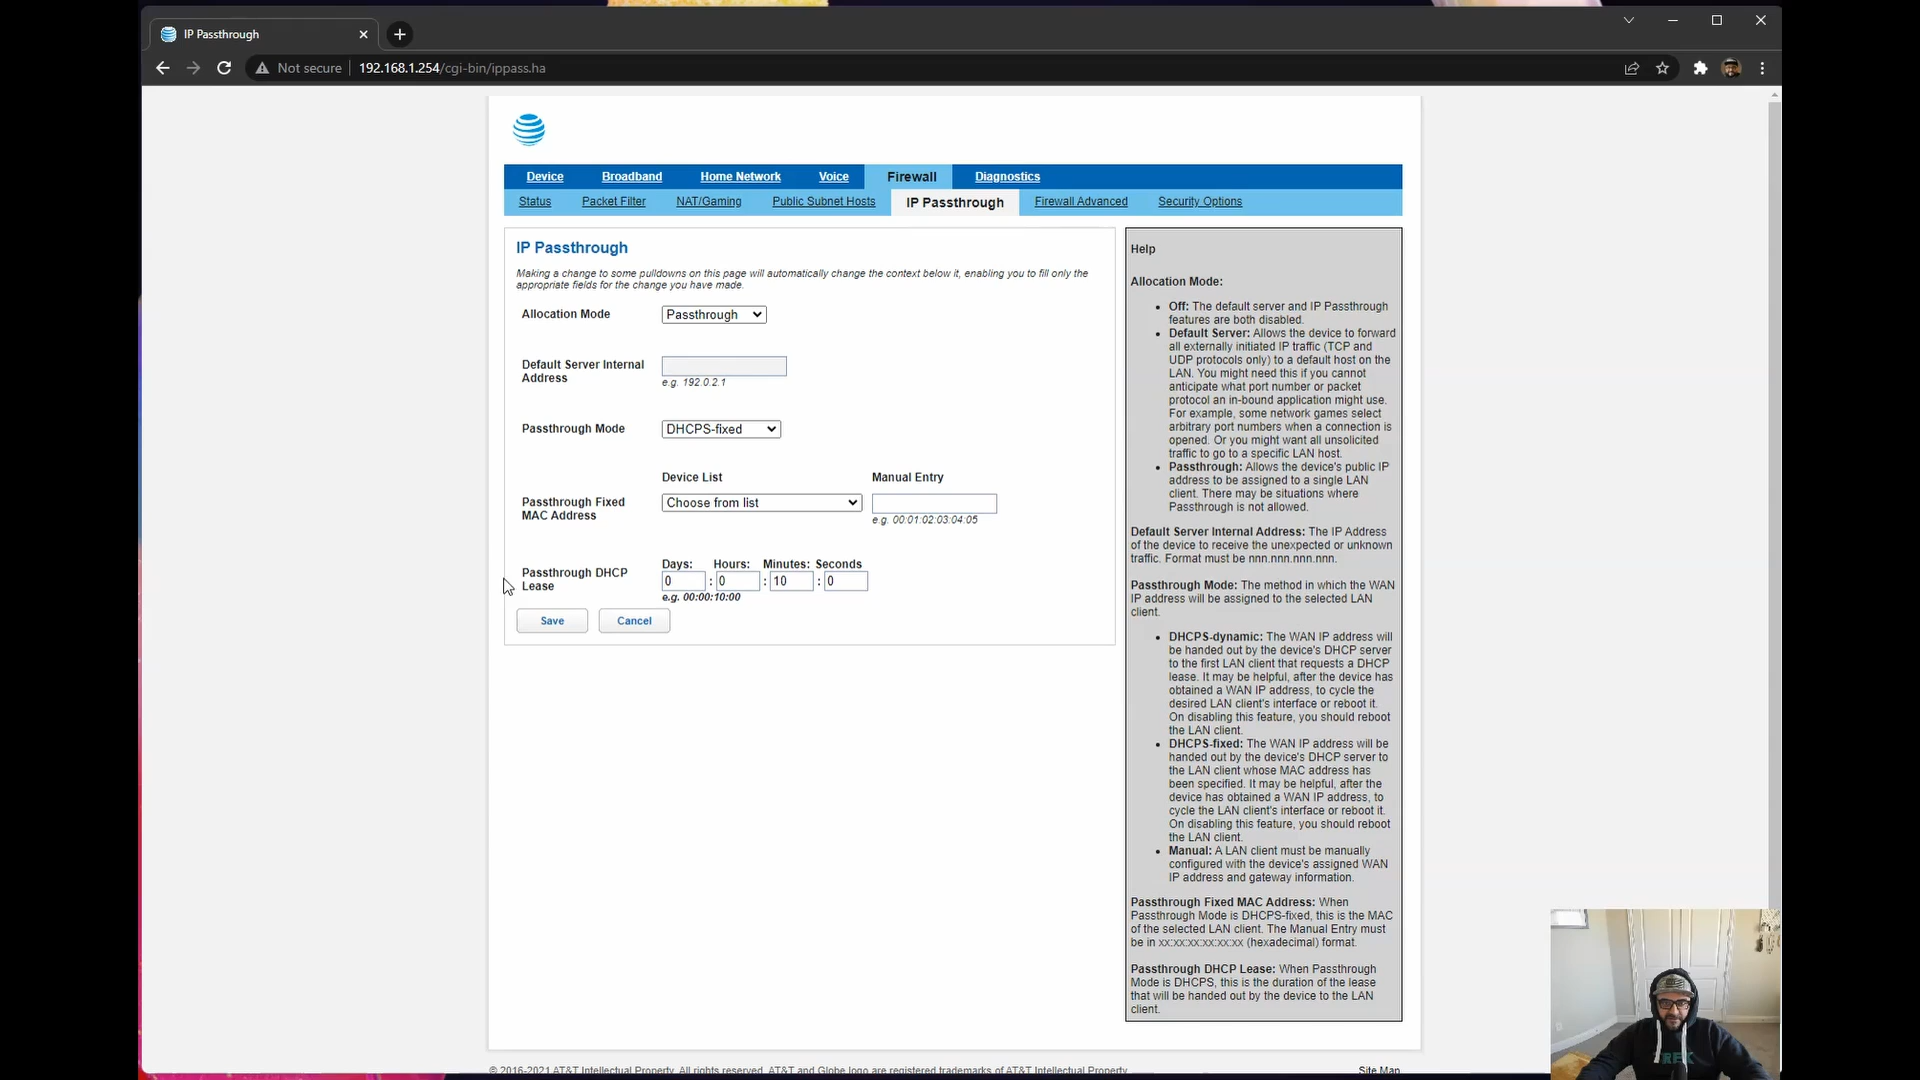 IP Passthrough
Not secure
192.168.1.254/cgi-bin/ippass.ha
Device
Broadband
Home Network
Voice
Firewall
Diagnostics
Status
Packet Filter
NAT/Gaming
Public Subnet Hosts
IP Passthrough
Firewall Advanced
Security Options
IP Passthrough
Making a change to some pulldowns on this page will automatically change the context below it, enabling you to fill only the
appropriate fields for the change you have made.
Allocation Mode
Passthrough
Default Server Internal
Address
e.g. 192.0.2.1
Passthrough Mode
DHCPS-fixed
Device List
Manual Entry
Passthrough Fixed
MAC Address
Choose from list
e.g. 00:01:02:03:04:05
Days: Hours: Minutes: Seconds
Passthrough DHCP
Lease
0 : 0 : 10 : 0
e.g. 00:00:10:00
Save
Cancel
Help
Allocation Mode:
• Off: The default server and IP Passthrough
features are both disabled.
• Default Server: Allows the device to forward
all externally initiated IP traffic (TCP and
UDP protocols only) to a default host on the
LAN. You might need this if you cannot
anticipate what port number or packet
protocol an in-bound application might use.
For example, some network games select
arbitrary port numbers when a connection is
opened. Or you might want all unsolicited
traffic to go to a specific LAN host.
• Passthrough: Allows the device's public IP
address to be assigned to a single LAN
client. There may be situations where
Passthrough is not allowed.
Default Server Internal Address: The IP Address
of the device to receive the unexpected or unknown
traffic. Format must be nnn.nnn.nnn.nnn.
Passthrough Mode: The method in which the WAN
IP address will be assigned to the selected LAN
client.
• DHCPS-dynamic: The WAN IP address will
be handed out by the device's DHCP server
to the first LAN client that requests a DHCP
lease. It may be helpful, after the device has
obtained a WAN IP address, to cycle the
desired LAN client's interface or reboot it.
On disabling this feature, you should reboot
the LAN client.
• DHCPS-fixed: The WAN IP address will be
handed out by the device's DHCP server to
the LAN client whose MAC address has
been specified. It may be helpful, after the
device has obtained a WAN IP address, to
cycle the LAN client's interface or reboot it.
On disabling this feature, you should reboot
the LAN client.
• Manual: A LAN client must be manually
configured with the device's assigned WAN
IP address and gateway information.
Passthrough Fixed MAC Address: When
Passthrough Mode is DHCPS-fixed, this is the MAC
of the selected LAN client. The Manual Entry must
be in xx:xx:xx:xx:xx:xx (hexadecimal) format.
Passthrough DHCP Lease: When Passthrough
Mode is DHCPS, this is the duration of the lease
that will be handed out by the device to the LAN
client.
© 2016-2021 AT&T Intellectual Property. All rights reserved. AT&T and Globe logo are registered trademarks of AT&T Intellectual Property.
Site Map